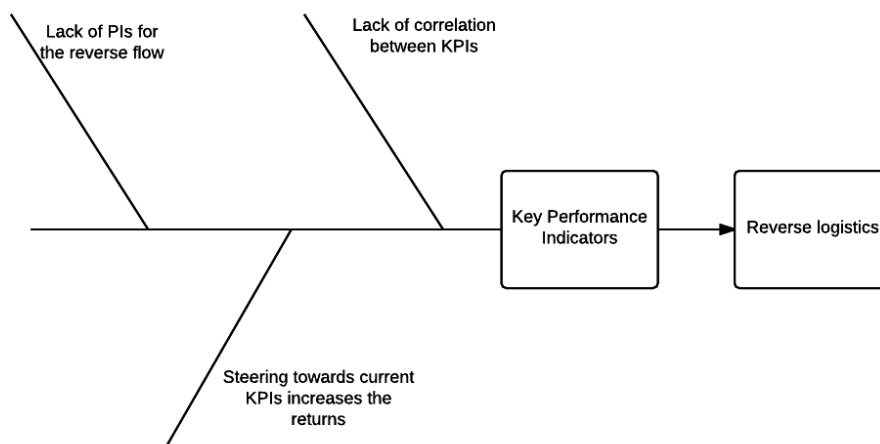 Lack of PIs for
the reverse flow
Lack of correlation
between KPIs
Key Performance
Indicators
Reverse logistics
Steering towards current
KPIs increases the
returns